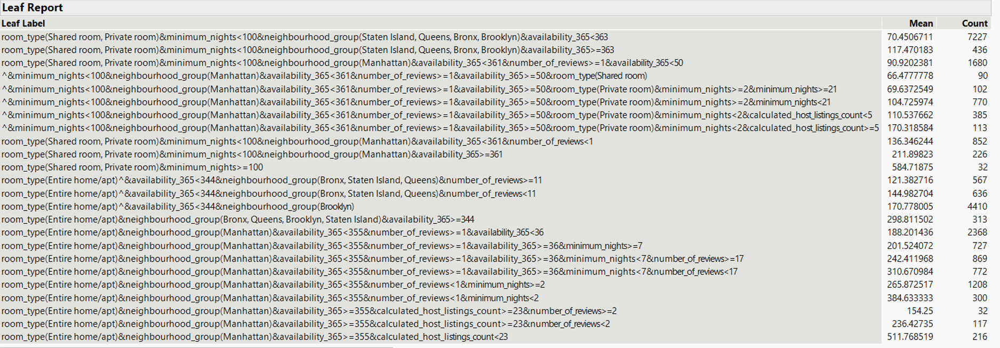 Leaf Report
Leaf Label Mean Count
room_type(Shared room, Private room)&minimum_nights<100&neighbourhood_group(Staten Island, Queens, Bronx, Brooklyn)&availability_365<363 70.4506711 7227
room_type(Shared room, Private room)&minimum_nights<100&neighbourhood_group(Staten Island, Queens, Bronx, Brooklyn)&availability_365>=363 117.470183 436
room_type(Shared room, Private room)&minimum_nights<100&neighbourhood_group(Manhattan)&availability_365<361&number_of_reviews>=1&availability_365<50 90.9202381 1680
^&minimum_nights<100&neighbourhood_group(Manhattan)&availability_365<361&number_of_reviews>=1&availability_365>=50&room_type(Shared room) 66.4777778 90
^&minimum_nights<100&neighbourhood_group(Manhattan)&availability_365<361&number_of_reviews>=1&availability_365>=50&room_type(Private room)&minimum_nights>=2&minimum_nights>=21 69.6372549 102
^&minimum_nights<100&neighbourhood_group(Manhattan)&availability_365<361&number_of_reviews>=1&availability_365>=50&room_type(Private room)&minimum_nights>=2&minimum_nights<21 104.725974 770
^&minimum_nights<100&neighbourhood_group(Manhattan)&availability_365<361&number_of_reviews>=1&availability_365>=50&room_type(Private room)&minimum_nights<2&calculated_host_listings_count<5 110.537662 385
^&minimum_nights<100&neighbourhood_group(Manhattan)&availability_365<361&number_of_reviews>=1&availability_365>=50&room_type(Private room)&minimum_nights<2&calculated_host_listings_count>=5 170.318584 113
room_type(Shared room, Private room)&minimum_nights<100&neighbourhood_group(Manhattan)&availability_365<361&number_of_reviews<1 136.346244 852
room_type(Shared room, Private room)&minimum_nights<100&neighbourhood_group(Manhattan)&availability_365>=361 211.89823 226
room_type(Shared room, Private room)&minimum_nights>=100 584.71875 32
room_type(Entire home/apt)^&availability_365<344&neighbourhood_group(Bronx, Staten Island, Queens)&number_of_reviews>=11 121.382716 567
room_type(Entire home/apt)^&availability_365<344&neighbourhood_group(Bronx, Staten Island, Queens)&number_of_reviews<11 144.982704 636
room_type(Entire home/apt)^&availability_365<344&neighbourhood_group(Brooklyn) 170.778005 4410
room_type(Entire home/apt)&neighbourhood_group(Bronx, Queens, Brooklyn, Staten Island)&availability_365>=344 298.811502 313
room_type(Entire home/apt)&neighbourhood_group(Manhattan)&availability_365<355&number_of_reviews>=1&availability_365<36 188.201436 2368
room_type(Entire home/apt)&neighbourhood_group(Manhattan)&availability_365<355&number_of_reviews>=1&availability_365>=36&minimum_nights>=7 201.524072 727
room_type(Entire home/apt)&neighbourhood_group(Manhattan)&availability_365<355&number_of_reviews>=1&availability_365>=36&minimum_nights<7&number_of_reviews>=17 242.411968 869
room_type(Entire home/apt)&neighbourhood_group(Manhattan)&availability_365<355&number_of_reviews>=1&availability_365>=36&minimum_nights<7&number_of_reviews<17 310.670984 772
room_type(Entire home/apt)&neighbourhood_group(Manhattan)&availability_365<355&number_of_reviews<1&minimum_nights>=2 265.872517 1208
room_type(Entire home/apt)&neighbourhood_group(Manhattan)&availability_365<355&number_of_reviews<1&minimum_nights<2 384.633333 300
room_type(Entire home/apt)&neighbourhood_group(Manhattan)&availability_365>=355&calculated_host_listings_count>=23&number_of_reviews>=2 154.25 32
room_type(Entire home/apt)&neighbourhood_group(Manhattan)&availability_365>=355&calculated_host_listings_count>=23&number_of_reviews<2 236.42735 117
room_type(Entire home/apt)&neighbourhood_group(Manhattan)&availability_365>=355&calculated_host_listings_count<23 511.768519 216